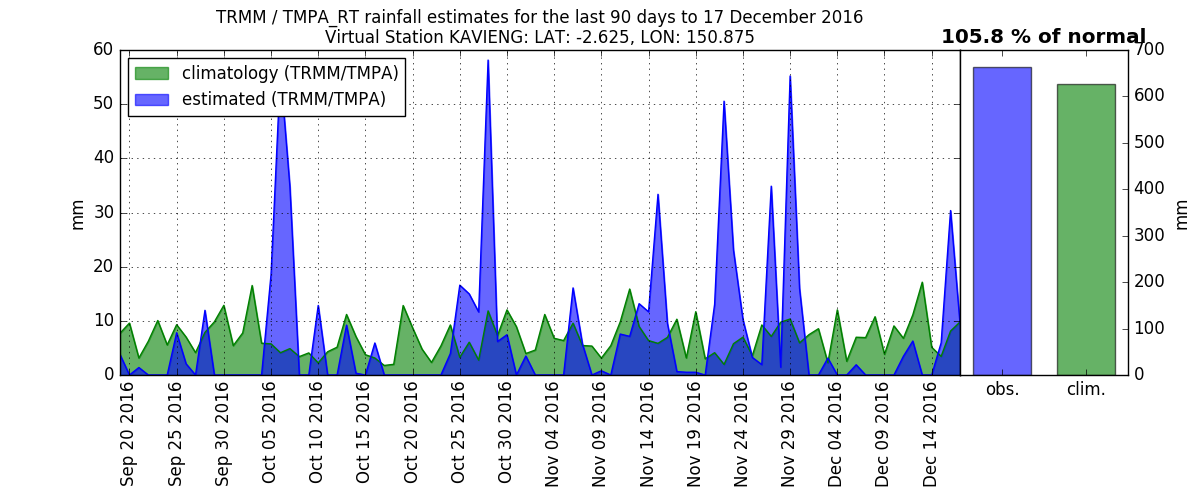 TRMM / TMPA_RT rainfall estimates for the last 90 days to 17 December 2016
Virtual Station KAVIENG: LAT: -2.625, LON: 150.875
105.8 % of normal
climatology (TRMM/TMPA)
estimated (TRMM/TMPA)
60
50
40
30
20
10
0
mm
Sep 20 2016
Sep 25 2016
Sep 30 2016
Oct 05 2016
Oct 10 2016
Oct 15 2016
Oct 20 2016
Oct 25 2016
Oct 30 2016
Nov 04 2016
Nov 09 2016
Nov 14 2016
Nov 19 2016
Nov 24 2016
Nov 29 2016
Dec 04 2016
Dec 09 2016
Dec 14 2016
obs.
clim.
700
600
500
400
300
200
100
0
mm